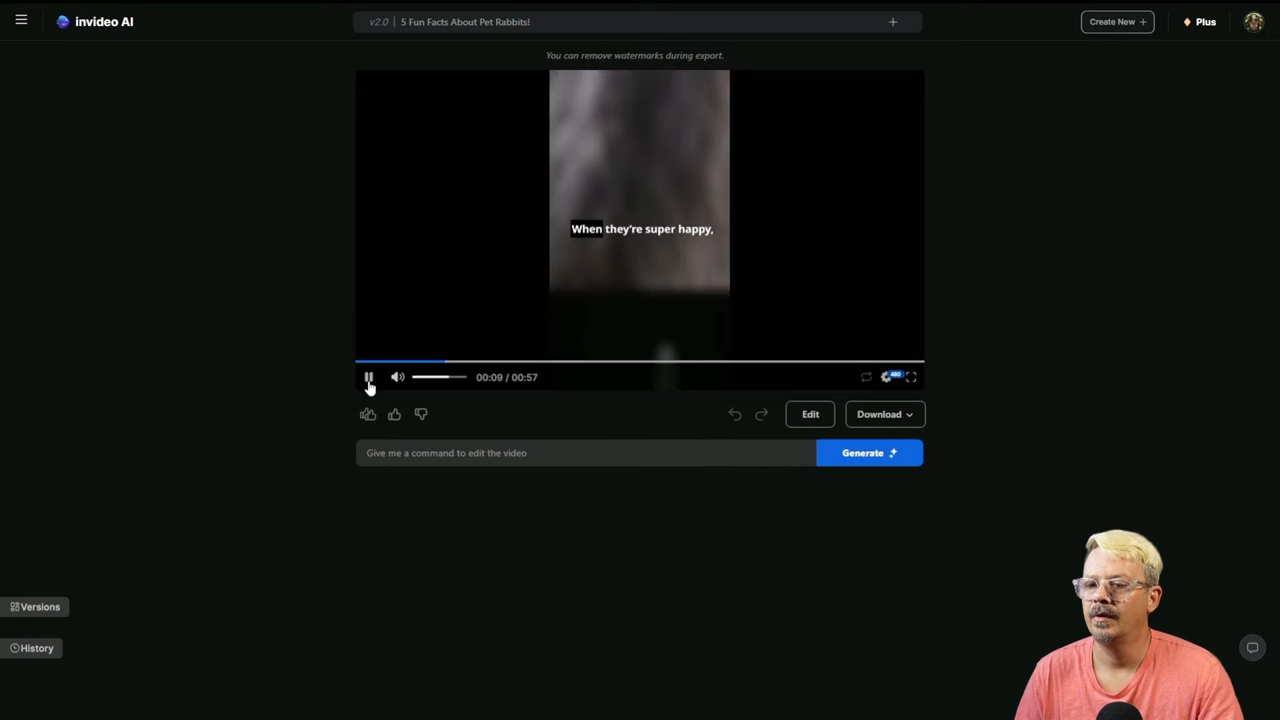 invideo AI
v2.0 | 5 Fun Facts About Pet Rabbits!
Create New +
Plus
You can remove watermarks during export.
When they're super happy,
00:09 / 00:57
480
Edit
Download
Give me a command to edit the video
Generate
Versions
History